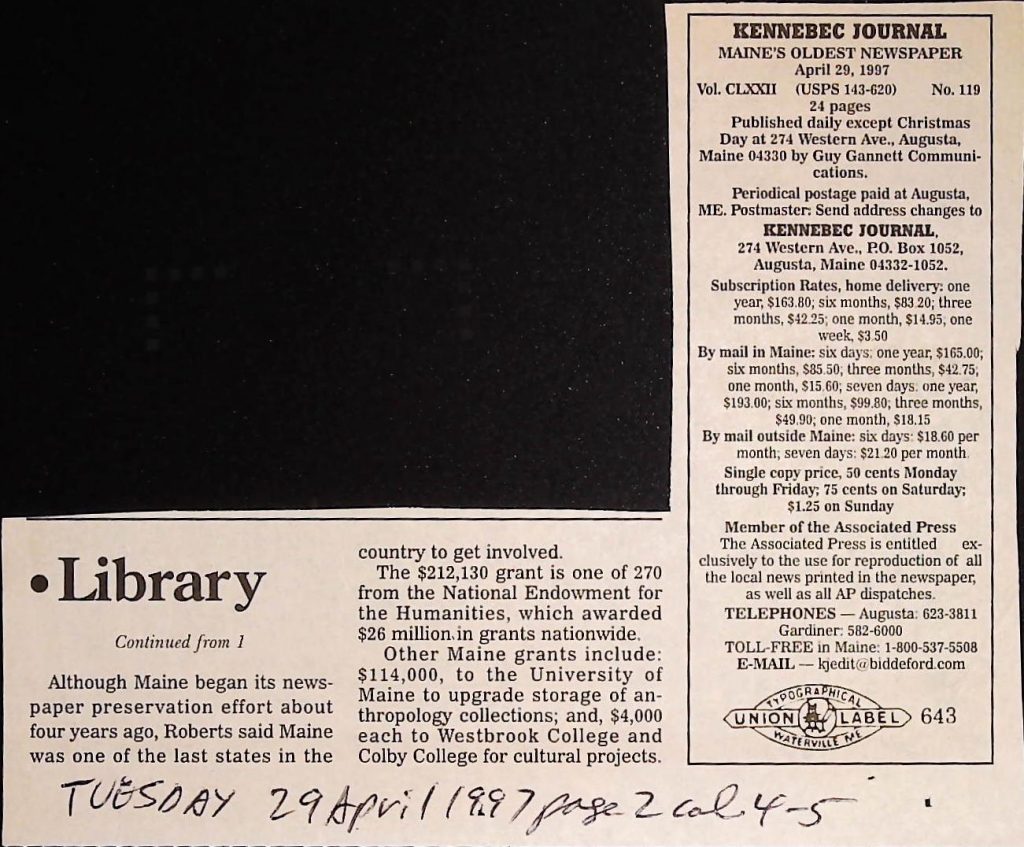 KENNEBEC JOURNAL
MAINE'S OLDEST NEWSPAPER
April 29, 1997
Vol. CLXXII (USPS 143-620) No. 119
24 pages
Published daily except Christmas
Day at 274 Western Ave., Augusta,
Maine 04330 by Guy Gannett Communi-
cations.
Periodical postage paid at Augusta,
ME. Postmaster: Send address changes to
KENNEBEC JOURNAL,
274 Western Ave., P.O. Box 1052,
Augusta, Maine 04332-1052.
Subscription Rates, home delivery: one
year, $163.80; six months, $83.20; three
months, $42.25; one month, $14.95, one
week, $3.50
By mail in Maine: six days: one year, $165.00;
six months, $85.50; three months, $42.75;
one month, $15.60; seven days: one year,
$193.00; six months, $99.80; three months,
$49.90; one month, $18.15
By mail outside Maine: six days: $18.60 per
month; seven days: $21.20 per month.
Single copy price, 50 cents Monday
through Friday; 75 cents on Saturday;
$1.25 on Sunday
Member of the Associated Press
The Associated Press is entitled ex-
clusively to the use for reproduction of all
the local news printed in the newspaper,
as well as all AP dispatches.
TELEPHONES — Augusta: 623-3811
Gardiner: 582-6000
TOLL-FREE in Maine: 1-800-537-5508
E-MAIL — kjedit@biddeford.com
TYPOGRAPHICAL
UNION LABEL 643
WATERVILLE ME
• Library
Continued from 1
Although Maine began its news-
paper preservation effort about
four years ago, Roberts said Maine
was one of the last states in the
country to get involved.
The $212,130 grant is one of 270
from the National Endowment for
the Humanities, which awarded
$26 million in grants nationwide.
Other Maine grants include:
$114,000, to the University of
Maine to upgrade storage of an-
thropology collections; and, $4,000
each to Westbrook College and
Colby College for cultural projects.
TUESDAY 29 April 1997 page 2 col. 4-5